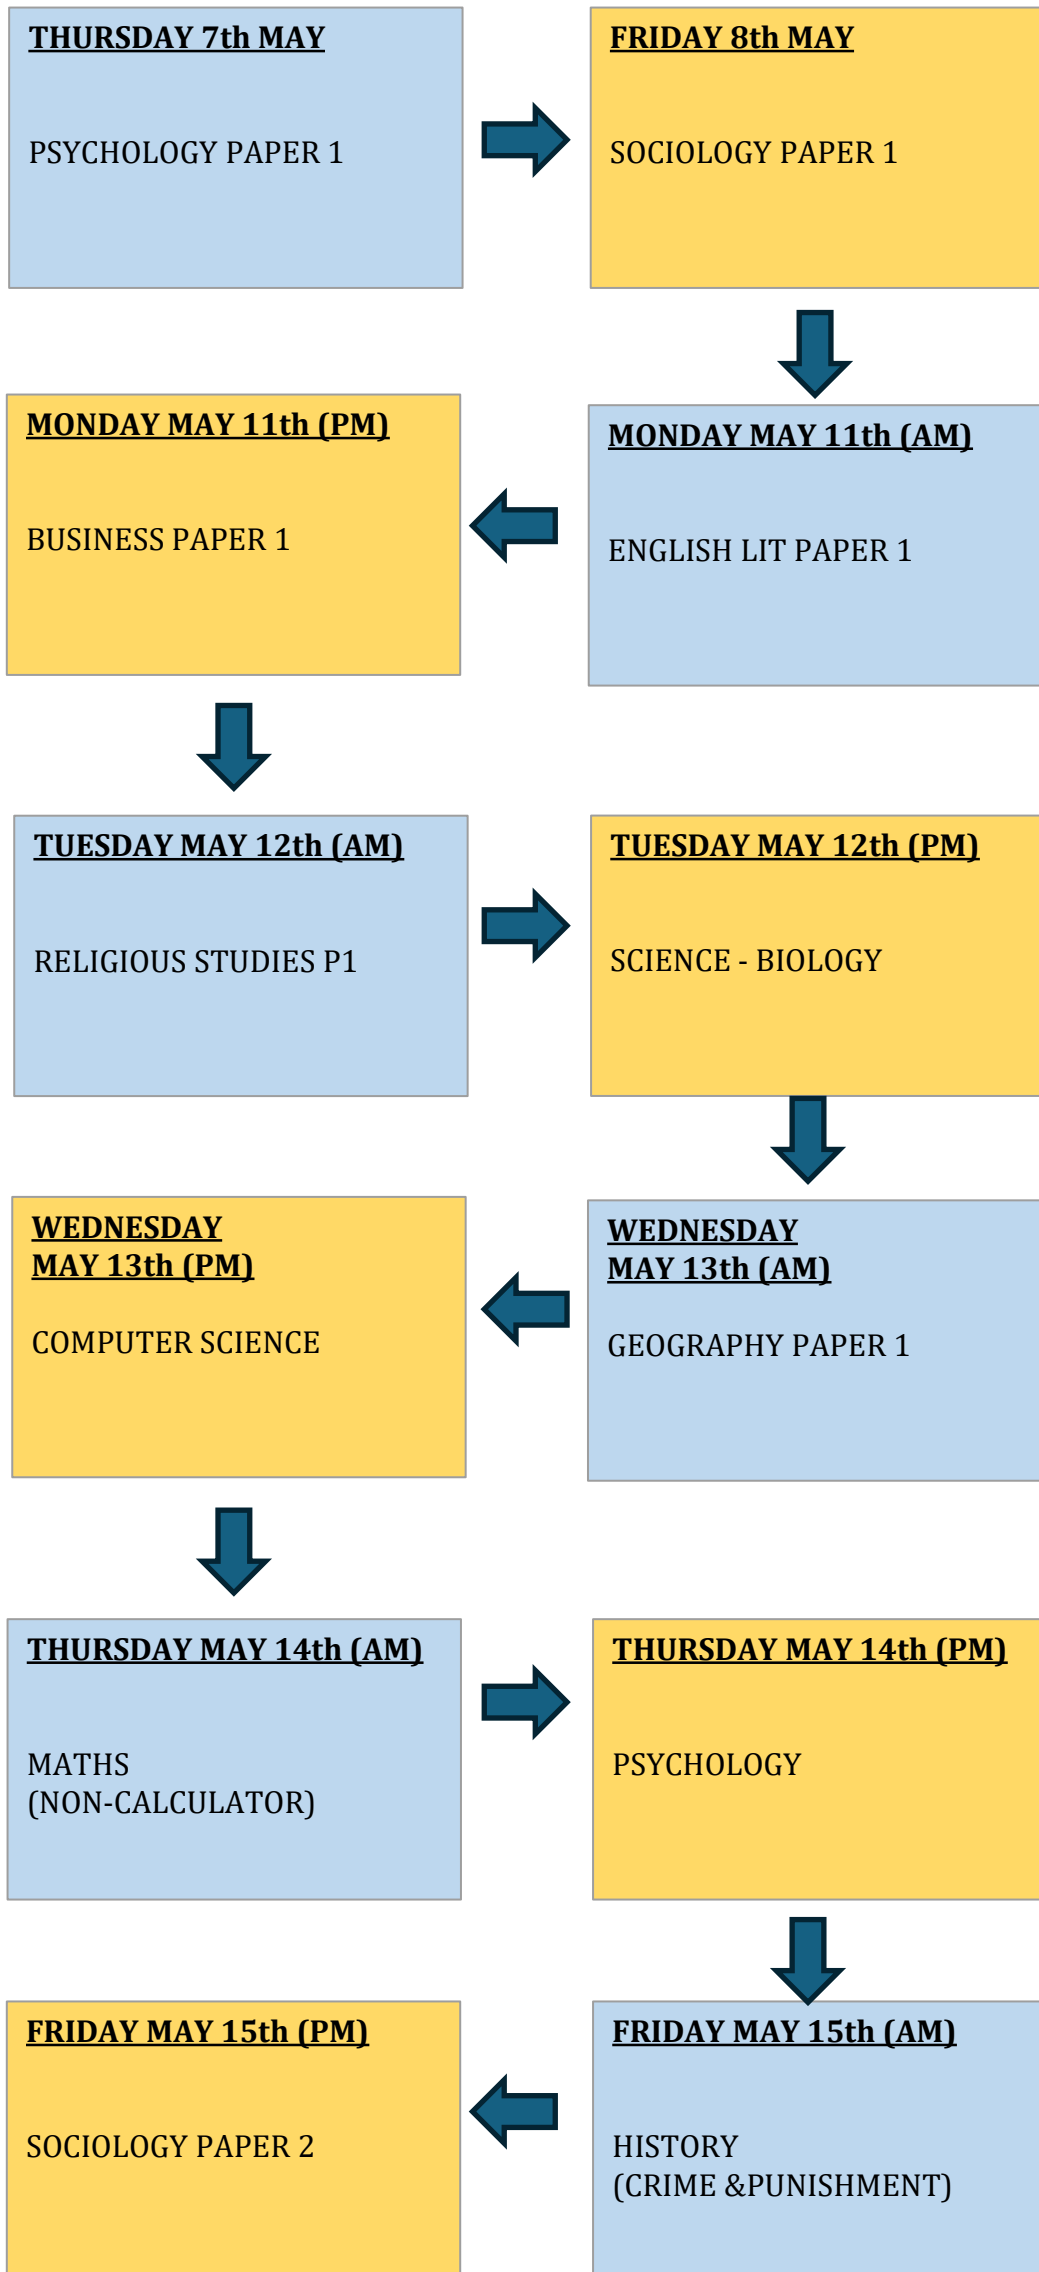 THURSDAY 7th MAY
PSYCHOLOGY PAPER 1
FRIDAY 8th MAY
SOCIOLOGY PAPER 1
MONDAY MAY 11th (AM)
ENGLISH LIT PAPER 1
MONDAY MAY 11th (PM)
BUSINESS PAPER 1
TUESDAY MAY 12th (AM)
RELIGIOUS STUDIES P1
TUESDAY MAY 12th (PM)
SCIENCE - BIOLOGY
WEDNESDAY
MAY 13th (AM)
GEOGRAPHY PAPER 1
WEDNESDAY
MAY 13th (PM)
COMPUTER SCIENCE
THURSDAY MAY 14th (AM)
MATHS
(NON-CALCULATOR)
THURSDAY MAY 14th (PM)
PSYCHOLOGY
FRIDAY MAY 15th (AM)
HISTORY
(CRIME &PUNISHMENT)
FRIDAY MAY 15th (PM)
SOCIOLOGY PAPER 2